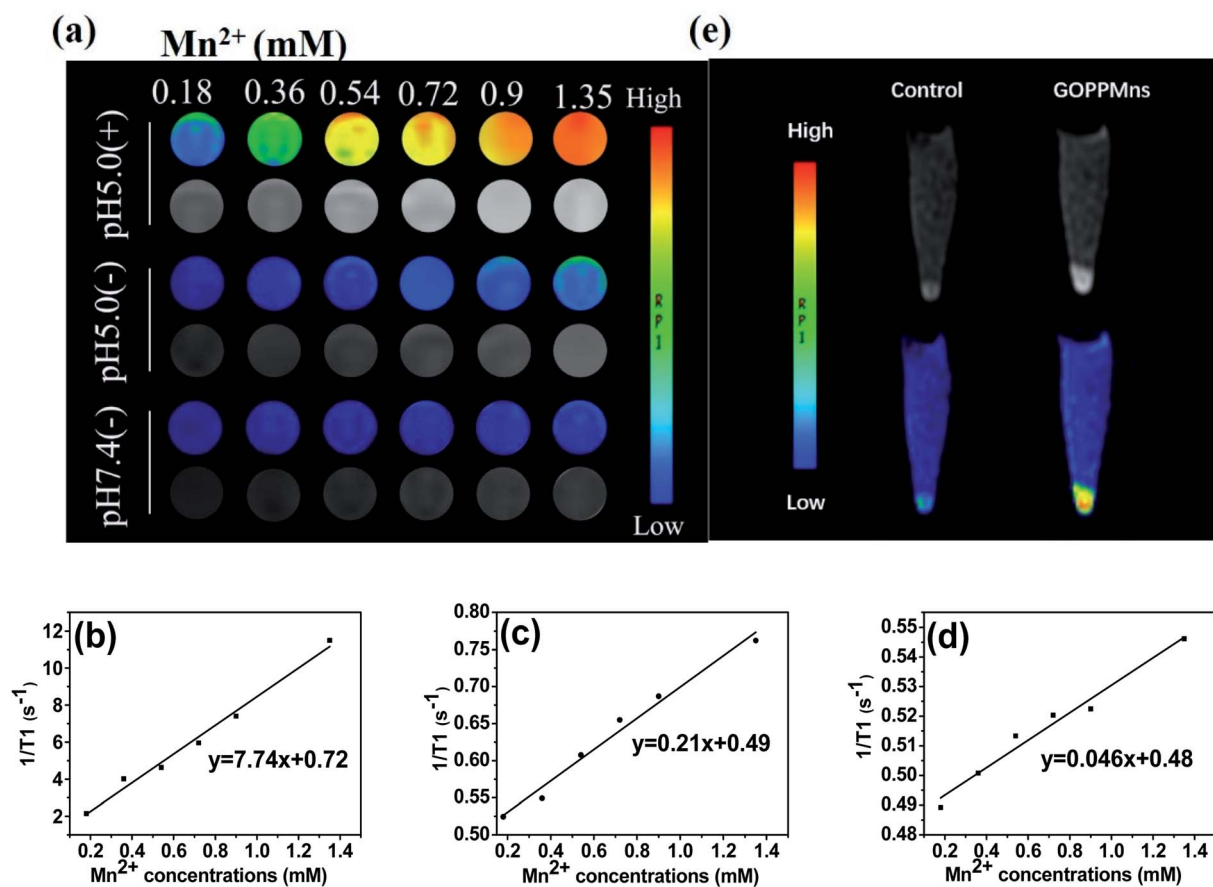 (a)
Mn²⁺ (mM)
0.18 0.36 0.54 0.72 0.9 1.35
High
pH5.0(+)
pH5.0(-)
pH7.4(-)
R P I
Low
(e)
Control GOPPMns
High
R P I
Low
(b)
1/T1 (s⁻¹)
12
10
8
6
4
2
y=7.74x+0.72
0.2 0.4 0.6 0.8 1.0 1.2 1.4
Mn²⁺ concentrations (mM)
(c)
1/T1 (s⁻¹)
0.80
0.75
0.70
0.65
0.60
0.55
0.50
y=0.21x+0.49
0.2 0.4 0.6 0.8 1.0 1.2 1.4
Mn²⁺ concentrations (mM)
(d)
1/T1 (s⁻¹)
0.55
0.54
0.53
0.52
0.51
0.50
0.49
0.48
y=0.046x+0.48
0.2 0.4 0.6 0.8 1.0 1.2 1.4
Mn²⁺ concentrations (mM)